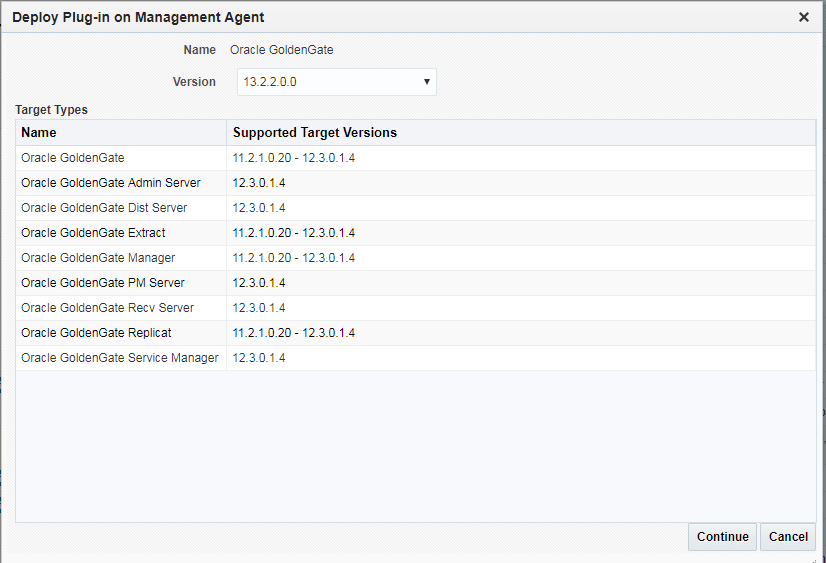 Deploy Plug-in on Management Agent
Name Oracle GoldenGate
Version 13.2.2.0.0
Target Types
Name Supported Target Versions
Oracle GoldenGate 11.2.1.0.20 - 12.3.0.1.4
Oracle GoldenGate Admin Server 12.3.0.1.4
Oracle GoldenGate Dist Server 12.3.0.1.4
Oracle GoldenGate Extract 11.2.1.0.20 - 12.3.0.1.4
Oracle GoldenGate Manager 11.2.1.0.20 - 12.3.0.1.4
Oracle GoldenGate PM Server 12.3.0.1.4
Oracle GoldenGate Recv Server 12.3.0.1.4
Oracle GoldenGate Replicat 11.2.1.0.20 - 12.3.0.1.4
Oracle GoldenGate Service Manager 12.3.0.1.4
Continue Cancel